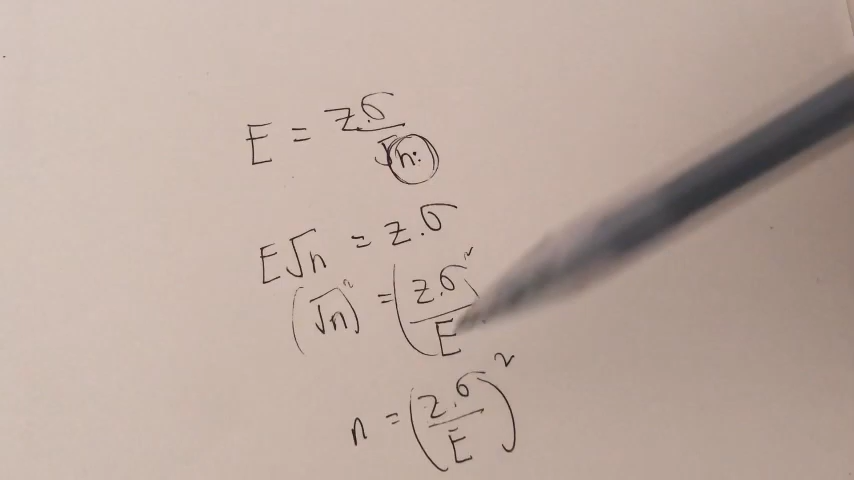 E = z.σ/√n:
E√n = z.σ
(√n)² = (z.σ/E)²
n = (z.σ/E)²